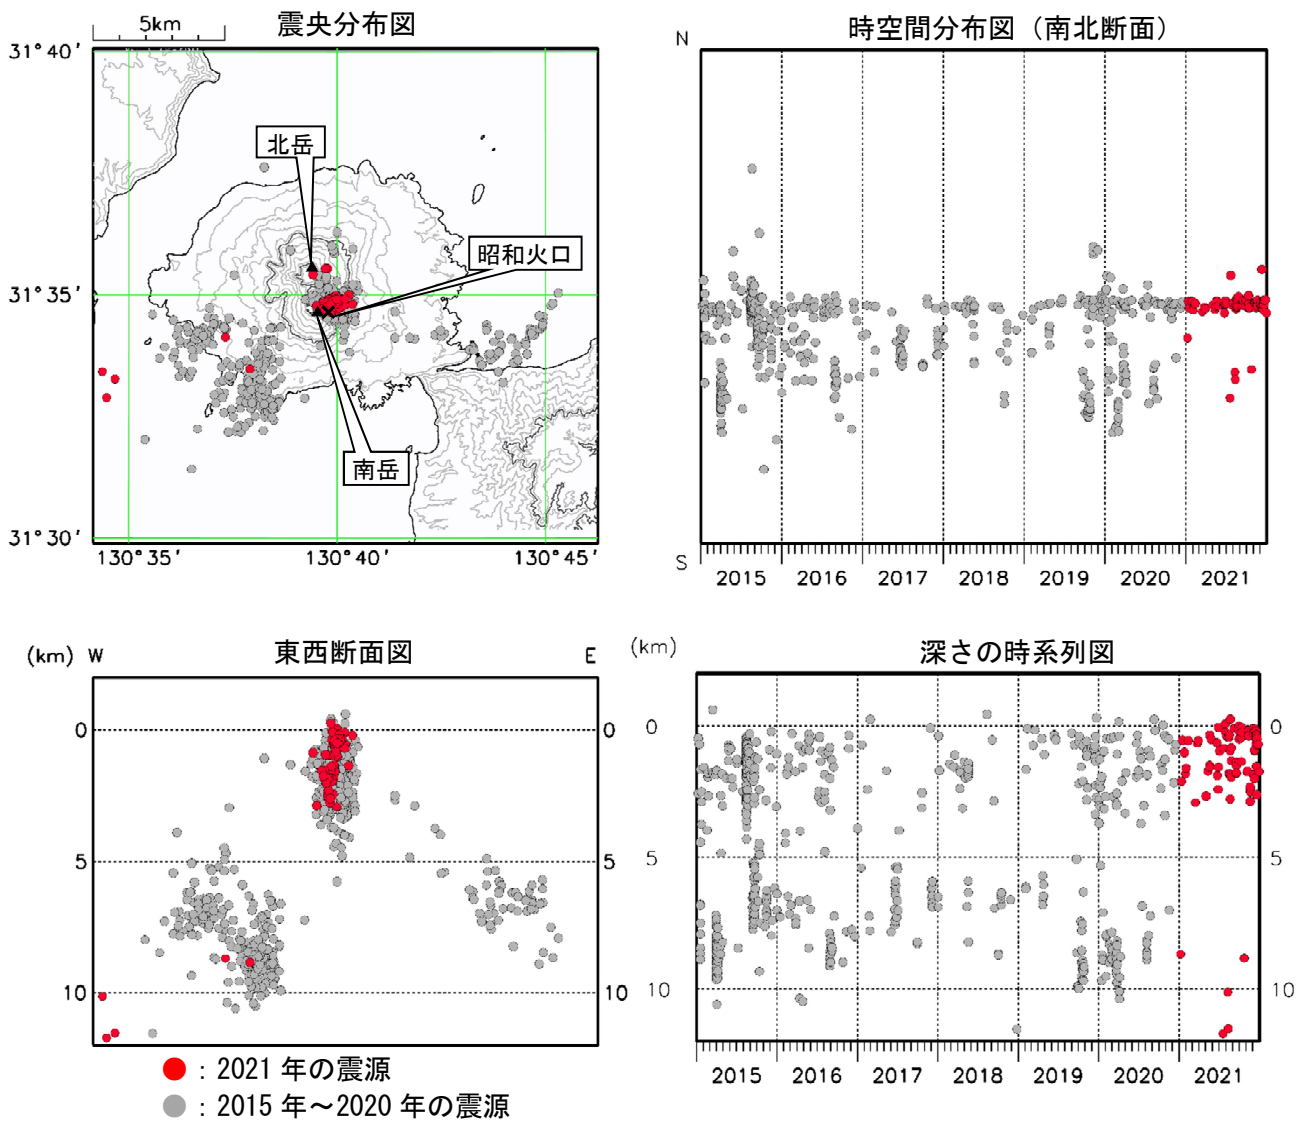 5km
震央分布図
31°40′
31°35′
31°30′
130°35′
130°40′
130°45′
北岳
昭和火口
南岳
時空間分布図（南北断面）
N
S
2015 2016 2017 2018 2019 2020 2021
(km) W 東西断面図 E
0 0
5 5
10 10
(km) 深さの時系列図
0 0
5 5
10 10
2015 2016 2017 2018 2019 2020 2021
：2021 年の震源
：2015 年～2020 年の震源